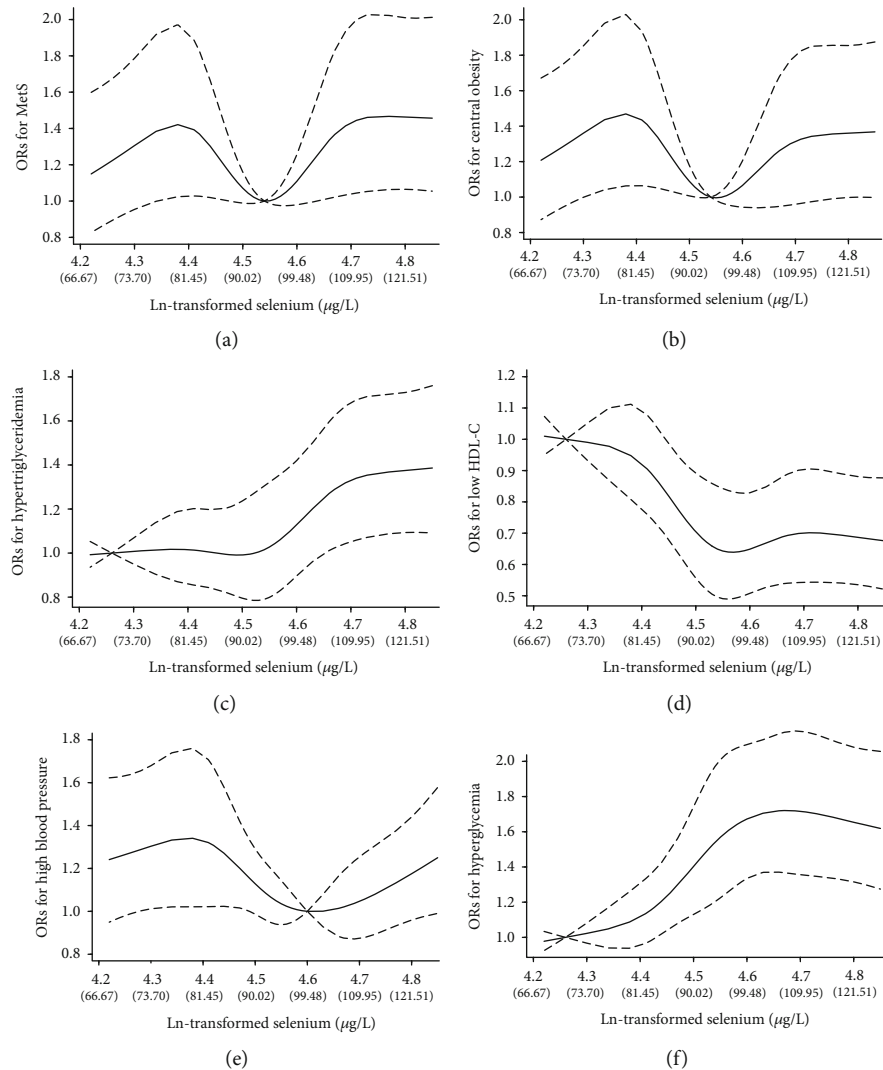 ORs for MetS
2.0
1.8
1.6
1.4
1.2
1.0
0.8
4.2 4.3 4.4 4.5 4.6 4.7 4.8
(66.67) (73.70) (81.45) (90.02) (99.48) (109.95) (121.51)
Ln-transformed selenium (μg/L)
(a)
ORs for central obesity
2.0
1.8
1.6
1.4
1.2
1.0
0.8
4.2 4.3 4.4 4.5 4.6 4.7 4.8
(66.67) (73.70) (81.45) (90.02) (99.48) (109.95) (121.51)
Ln-transformed selenium (μg/L)
(b)
ORs for hypertriglyceridemia
1.8
1.6
1.4
1.2
1.0
0.8
4.2 4.3 4.4 4.5 4.6 4.7 4.8
(66.67) (73.70) (81.45) (90.02) (99.48) (109.95) (121.51)
Ln-transformed selenium (μg/L)
(c)
ORs for low HDL-C
1.2
1.1
1.0
0.9
0.8
0.7
0.6
0.5
4.2 4.3 4.4 4.5 4.6 4.7 4.8
(66.67) (73.70) (81.45) (90.02) (99.48) (109.95) (121.51)
Ln-transformed selenium (μg/L)
(d)
ORs for high blood pressure
1.8
1.6
1.4
1.2
1.0
0.8
4.2 4.3 4.4 4.5 4.6 4.7 4.8
(66.67) (73.70) (81.45) (90.02) (99.48) (109.95) (121.51)
Ln-transformed selenium (μg/L)
(e)
ORs for hyperglycemia
2.0
1.8
1.6
1.4
1.2
1.0
4.2 4.3 4.4 4.5 4.6 4.7 4.8
(66.67) (73.70) (81.45) (90.02) (99.48) (109.95) (121.51)
Ln-transformed selenium (μg/L)
(f)